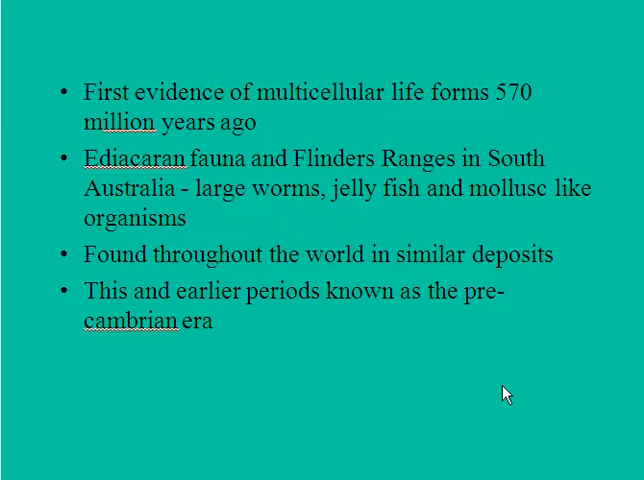 • First evidence of multicellular life forms 570
million years ago
• Ediacaran fauna and Flinders Ranges in South
Australia - large worms, jelly fish and mollusc like
organisms
• Found throughout the world in similar deposits
• This and earlier periods known as the pre-
cambrian era